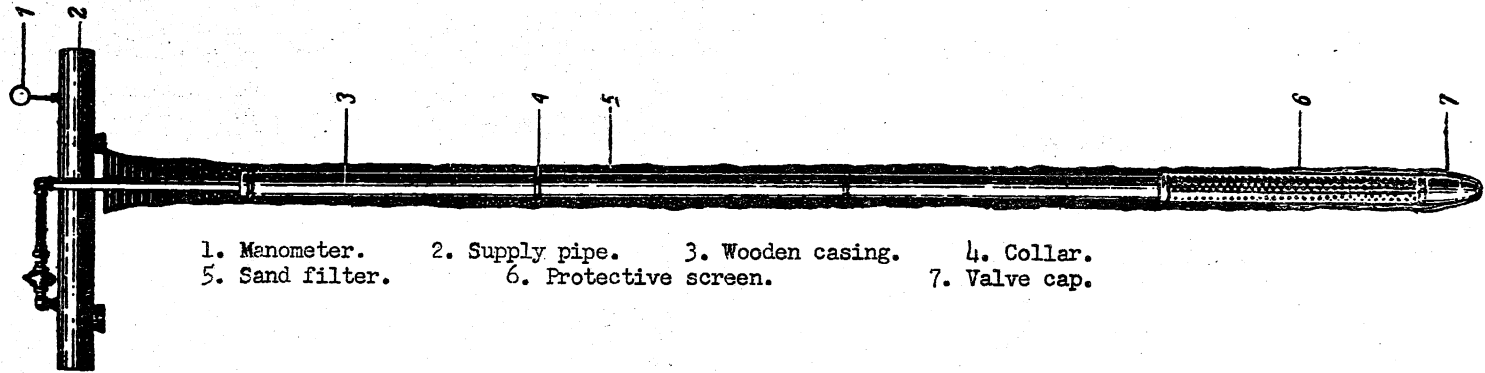 1 2 3 4 5 6 7
1. Manometer. 2. Supply pipe. 3. Wooden casing. 4. Collar.
5. Sand filter. 6. Protective screen. 7. Valve cap.